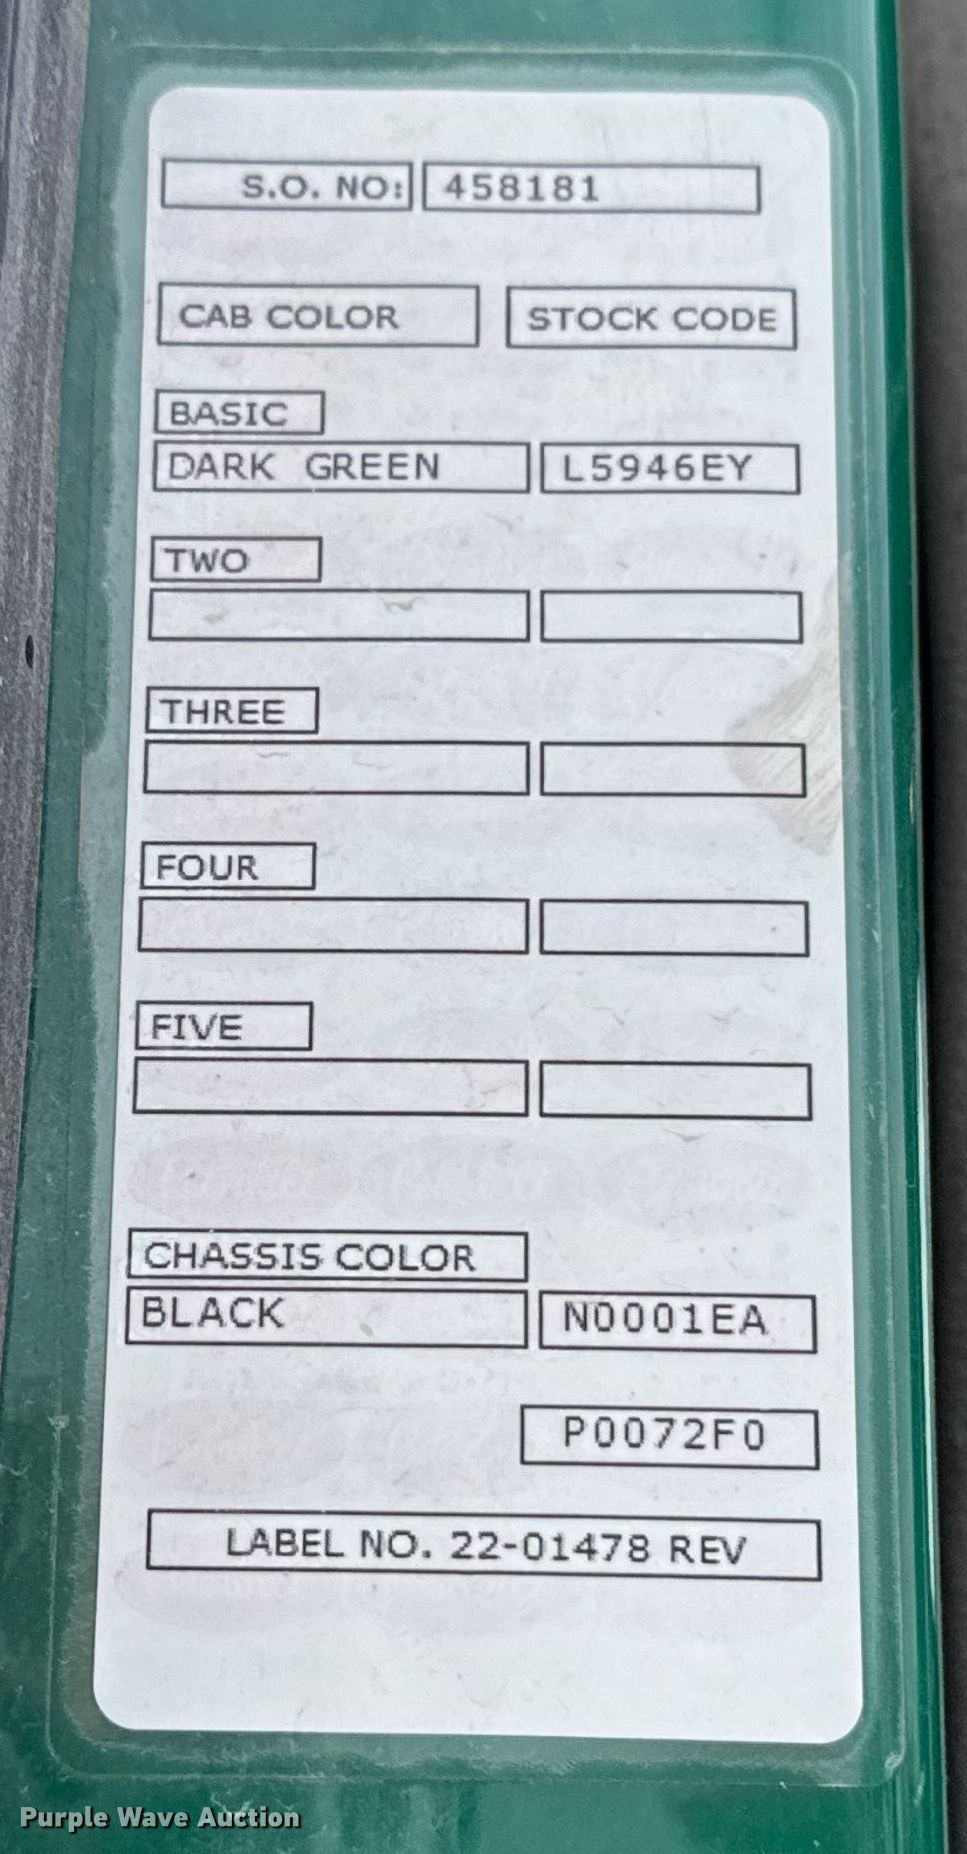 S.O. NO: 458181
CAB COLOR STOCK CODE
BASIC
DARK GREEN L5946EY
TWO
THREE
FOUR
FIVE
CHASSIS COLOR
BLACK N0001EA
P0072F0
LABEL NO. 22-01478 REV
Purple Wave Auction